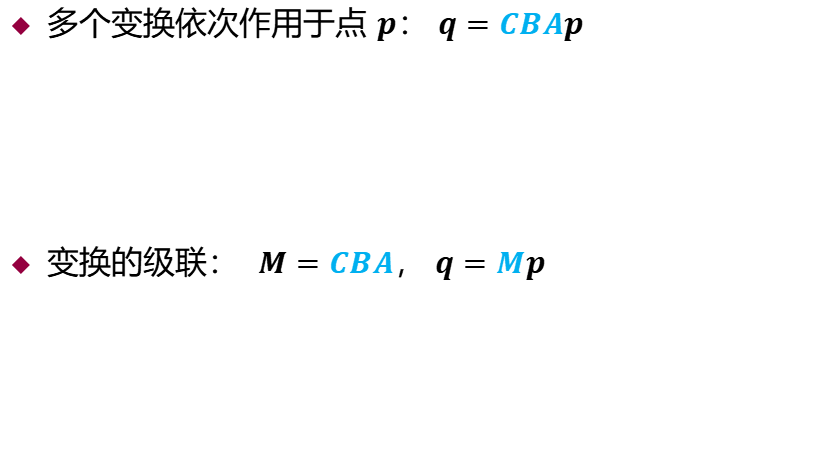 多个变换依次作用于点 p： q = CBAp
变换的级联： M = CBA， q = Mp